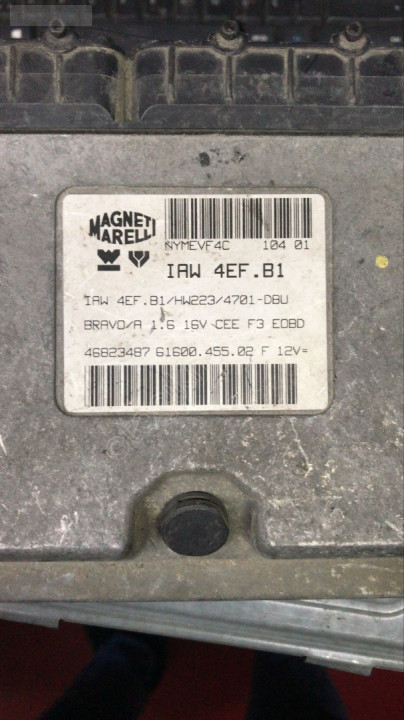 MAGNETI
MARELLI
NYMEVF4C 104 01
IAW 4EF.B1
IAW 4EF.B1/HW223/4701-D8U
BRAVO/A 1.6 16V CEE F3 EOBD
46823487 61600.455.02 F 12V=